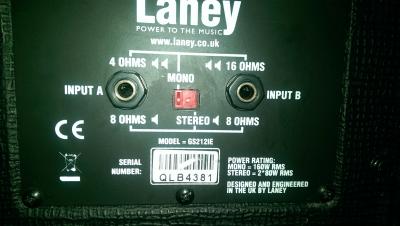 Laney
POWER TO THE MUSIC
www.laney.co.uk
4 OHMS 16 OHMS
MONO
INPUT A INPUT B
8 OHMS STEREO 8 OHMS
CE
MODEL = GS212IE
SERIAL
NUMBER:
QLB4381
POWER RATING:
MONO = 160W RMS
STEREO = 2*80W RMS
DESIGNED AND ENGINEERED
IN THE UK BY LANEY